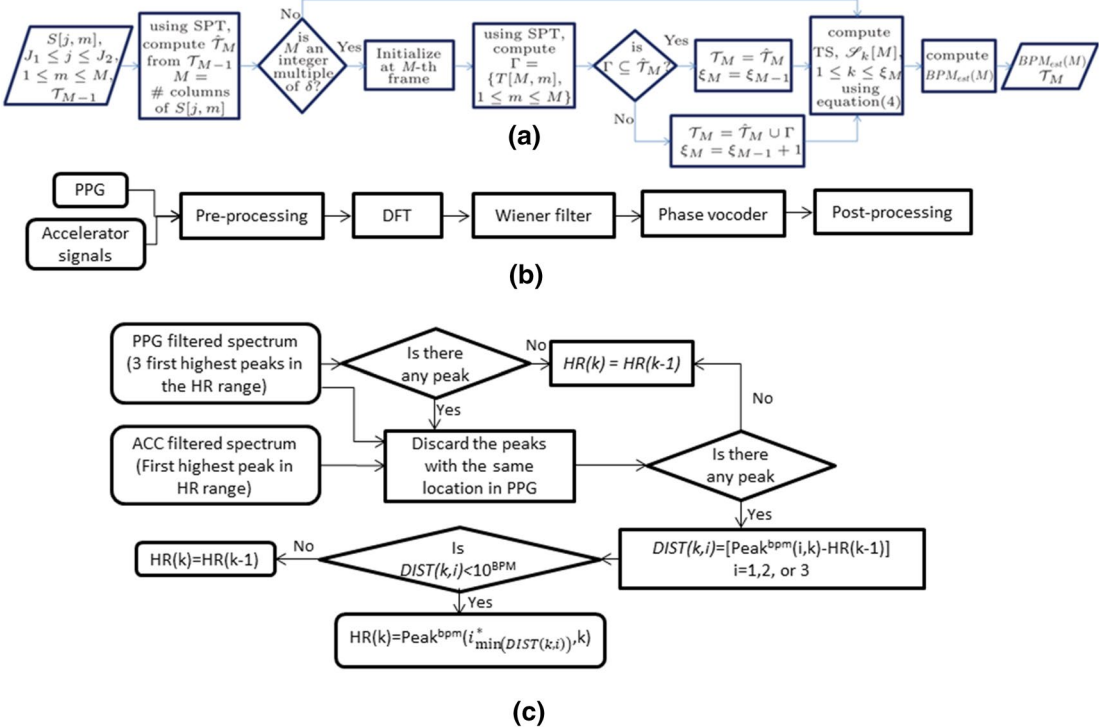 S[j, m],
J₁ ≤ j ≤ J₂,
1 ≤ m ≤ M,
𝒯_{M−1}
using SPT,
compute 𝒯̂_M
from 𝒯_{M−1}
M =
# columns
of S[j, m]
No
is
M an
integer
multiple
of δ?
Yes
Initialize
at M-th
frame
using SPT,
compute
Γ =
{T[M, m],
1 ≤ m ≤ M}
is
Γ ⊆ 𝒯̂_M?
Yes
𝒯_M = 𝒯̂_M
ξ_M = ξ_{M−1}
No
𝒯_M = 𝒯̂_M ∪ Γ
ξ_M = ξ_{M−1} + 1
compute
TS, 𝒮_k[M],
1 ≤ k ≤ ξ_M
using
equation(4)
compute
BPM_{est}(M)
BPM_{est}(M)
𝒯_M
(a)
PPG
Accelerator
signals
Pre-processing
DFT
Wiener filter
Phase vocoder
Post-processing
(b)
PPG filtered spectrum
(3 first highest peaks in
the HR range)
Is there
any peak
No
HR(k) = HR(k-1)
Yes
No
ACC filtered spectrum
(First highest peak in
HR range)
Discard the peaks
with the same
location in PPG
Is there
any peak
Yes
DIST(k,i)=[Peak^{bpm}(i,k)-HR(k-1)]
i=1,2, or 3
Is
DIST(k,i)<10^{BPM}
No
HR(k)=HR(k-1)
Yes
HR(k)=Peak^{bpm}(i^*_{min(DIST(k,i))},k)
(c)